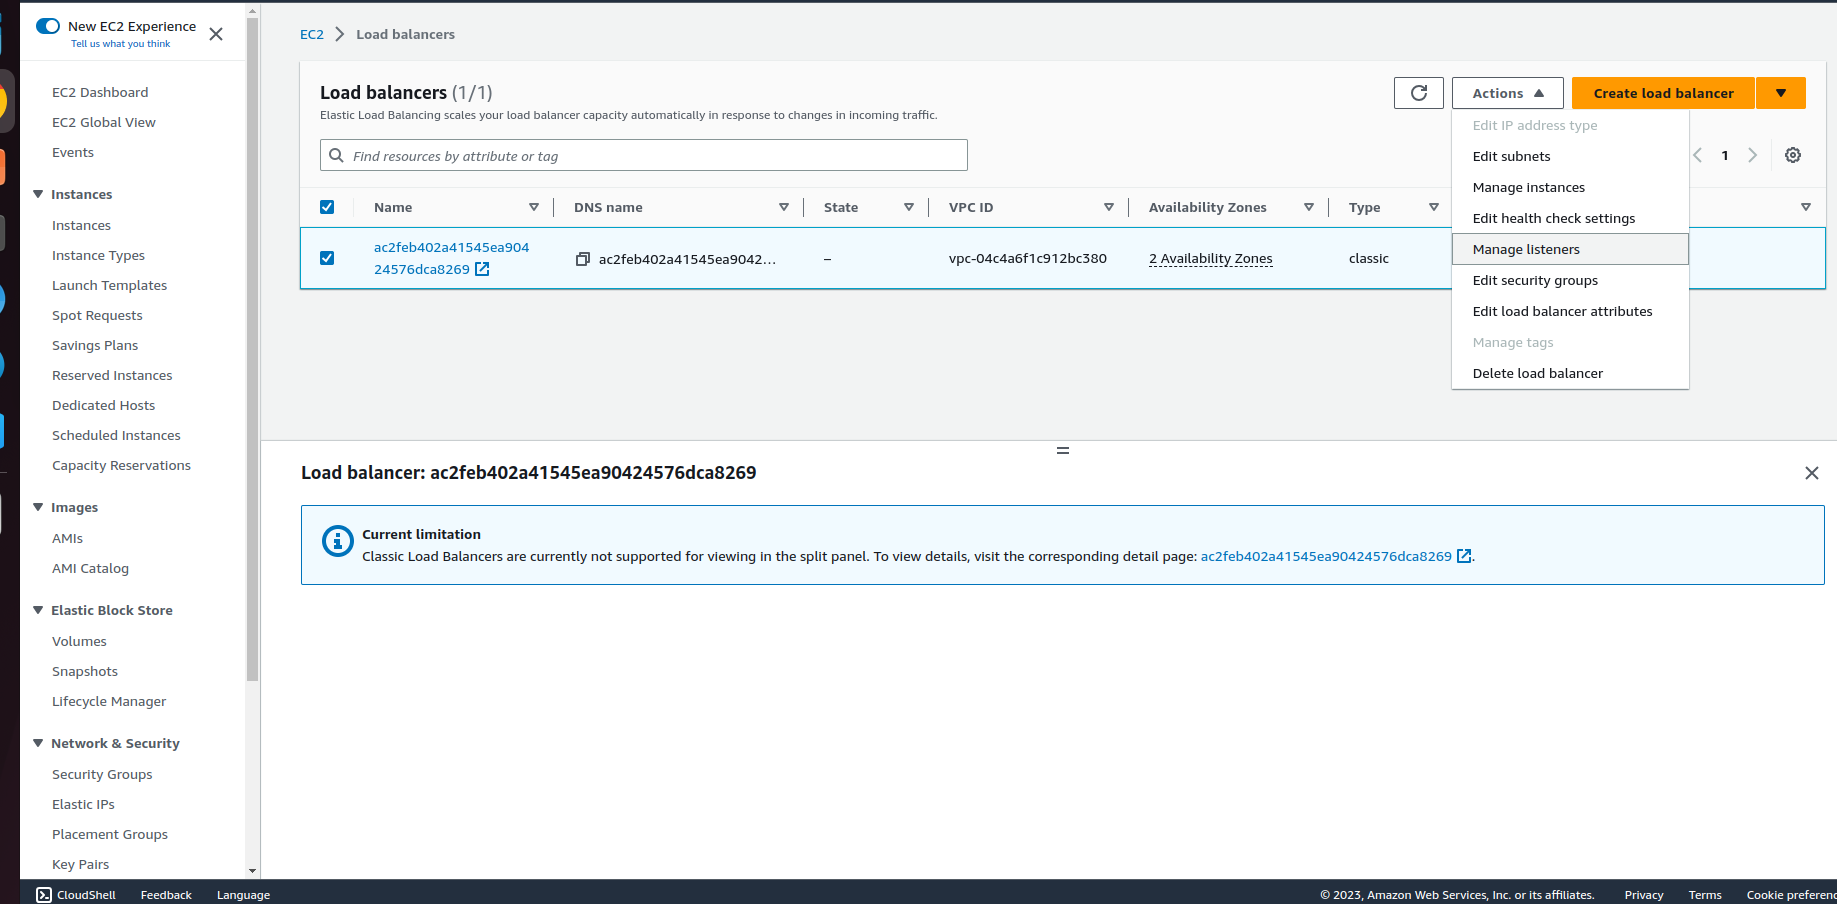 New EC2 Experience
Tell us what you think
EC2 Dashboard
EC2 Global View
Events
Instances
Instances
Instance Types
Launch Templates
Spot Requests
Savings Plans
Reserved Instances
Dedicated Hosts
Scheduled Instances
Capacity Reservations
Images
AMIs
AMI Catalog
Elastic Block Store
Volumes
Snapshots
Lifecycle Manager
Network & Security
Security Groups
Elastic IPs
Placement Groups
Key Pairs
EC2 > Load balancers
Load balancers (1/1)
Elastic Load Balancing scales your load balancer capacity automatically in response to changes in incoming traffic.
Actions
Create load balancer
Find resources by attribute or tag
1
Edit IP address type
Edit subnets
Manage instances
Edit health check settings
Manage listeners
Edit security groups
Edit load balancer attributes
Manage tags
Delete load balancer
Name DNS name State VPC ID Availability Zones Type
ac2feb402a41545ea904
24576dca8269
ac2feb402a41545ea9042... – vpc-04c4a6f1c912bc380 2 Availability Zones classic
Load balancer: ac2feb402a41545ea90424576dca8269
Current limitation
Classic Load Balancers are currently not supported for viewing in the split panel. To view details, visit the corresponding detail page: ac2feb402a41545ea90424576dca8269.
CloudShell Feedback Language © 2023, Amazon Web Services, Inc. or its affiliates. Privacy Terms Cookie preferenc